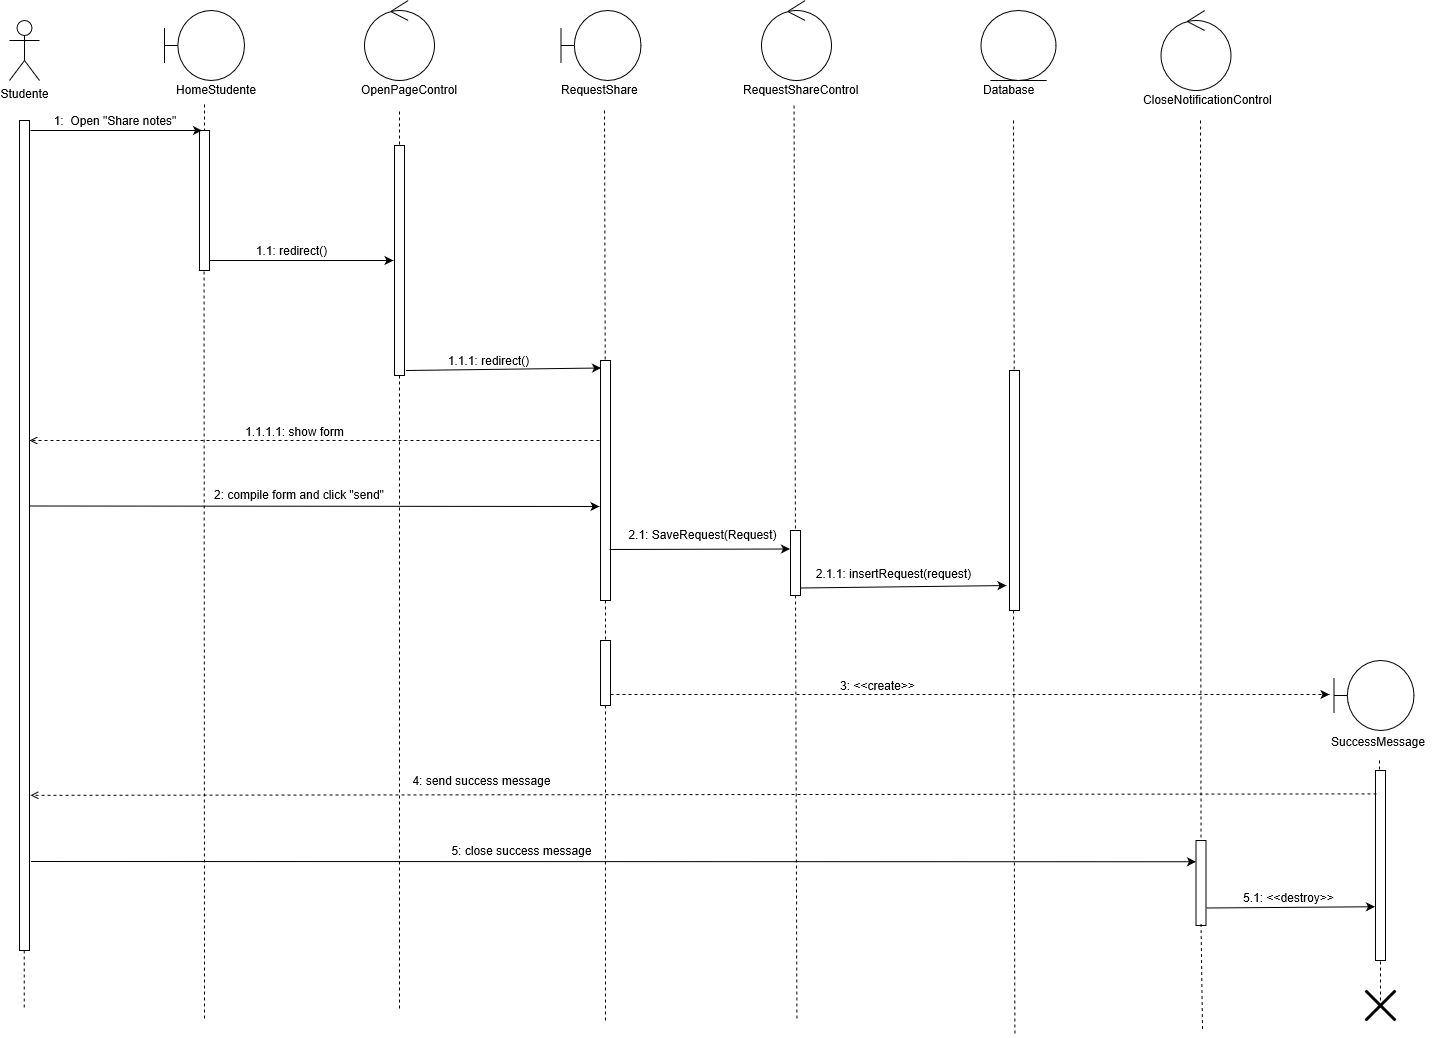 Studente
HomeStudente
OpenPageControl
RequestShare
RequestShareControl
Database
CloseNotificationControl
1: Open "Share notes"
1.1: redirect()
1.1.1: redirect()
1.1.1.1: show form
2: compile form and click "send"
2.1: SaveRequest(Request)
2.1.1: insertRequest(request)
3: <<create>>
SuccessMessage
4: send success message
5: close success message
5.1: <<destroy>>